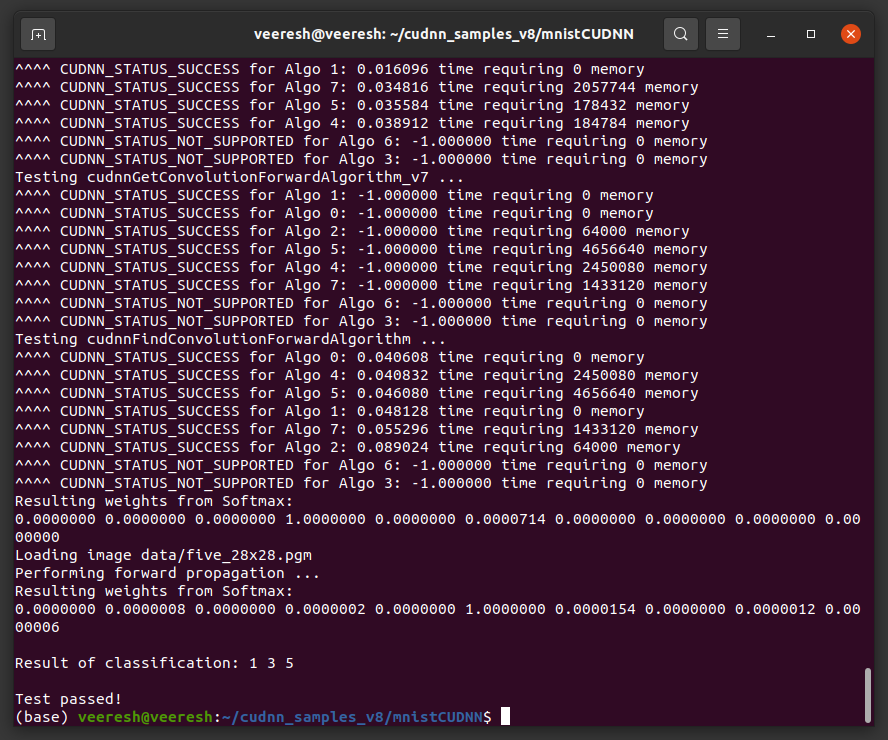 veeresh@veeresh: ~/cudnn_samples_v8/mnistCUDNN
^^^^ CUDNN_STATUS_SUCCESS for Algo 1: 0.016096 time requiring 0 memory
^^^^ CUDNN_STATUS_SUCCESS for Algo 7: 0.034816 time requiring 2057744 memory
^^^^ CUDNN_STATUS_SUCCESS for Algo 5: 0.035584 time requiring 178432 memory
^^^^ CUDNN_STATUS_SUCCESS for Algo 4: 0.038912 time requiring 184784 memory
^^^^ CUDNN_STATUS_NOT_SUPPORTED for Algo 6: -1.000000 time requiring 0 memory
^^^^ CUDNN_STATUS_NOT_SUPPORTED for Algo 3: -1.000000 time requiring 0 memory
Testing cudnnGetConvolutionForwardAlgorithm_v7 ...
^^^^ CUDNN_STATUS_SUCCESS for Algo 1: -1.000000 time requiring 0 memory
^^^^ CUDNN_STATUS_SUCCESS for Algo 0: -1.000000 time requiring 0 memory
^^^^ CUDNN_STATUS_SUCCESS for Algo 2: -1.000000 time requiring 64000 memory
^^^^ CUDNN_STATUS_SUCCESS for Algo 5: -1.000000 time requiring 4656640 memory
^^^^ CUDNN_STATUS_SUCCESS for Algo 4: -1.000000 time requiring 2450080 memory
^^^^ CUDNN_STATUS_SUCCESS for Algo 7: -1.000000 time requiring 1433120 memory
^^^^ CUDNN_STATUS_NOT_SUPPORTED for Algo 6: -1.000000 time requiring 0 memory
^^^^ CUDNN_STATUS_NOT_SUPPORTED for Algo 3: -1.000000 time requiring 0 memory
Testing cudnnFindConvolutionForwardAlgorithm ...
^^^^ CUDNN_STATUS_SUCCESS for Algo 0: 0.040608 time requiring 0 memory
^^^^ CUDNN_STATUS_SUCCESS for Algo 4: 0.040832 time requiring 2450080 memory
^^^^ CUDNN_STATUS_SUCCESS for Algo 5: 0.046080 time requiring 4656640 memory
^^^^ CUDNN_STATUS_SUCCESS for Algo 1: 0.048128 time requiring 0 memory
^^^^ CUDNN_STATUS_SUCCESS for Algo 7: 0.055296 time requiring 1433120 memory
^^^^ CUDNN_STATUS_SUCCESS for Algo 2: 0.089024 time requiring 64000 memory
^^^^ CUDNN_STATUS_NOT_SUPPORTED for Algo 6: -1.000000 time requiring 0 memory
^^^^ CUDNN_STATUS_NOT_SUPPORTED for Algo 3: -1.000000 time requiring 0 memory
Resulting weights from Softmax:
0.0000000 0.0000000 0.0000000 1.0000000 0.0000000 0.0000714 0.0000000 0.0000000 0.0000000 0.00
00000
Loading image data/five_28x28.pgm
Performing forward propagation ...
Resulting weights from Softmax:
0.0000000 0.0000008 0.0000000 0.0000002 0.0000000 1.0000000 0.0000154 0.0000000 0.0000012 0.00
00006
Result of classification: 1 3 5
Test passed!
(base) veeresh@veeresh:~/cudnn_samples_v8/mnistCUDNN$